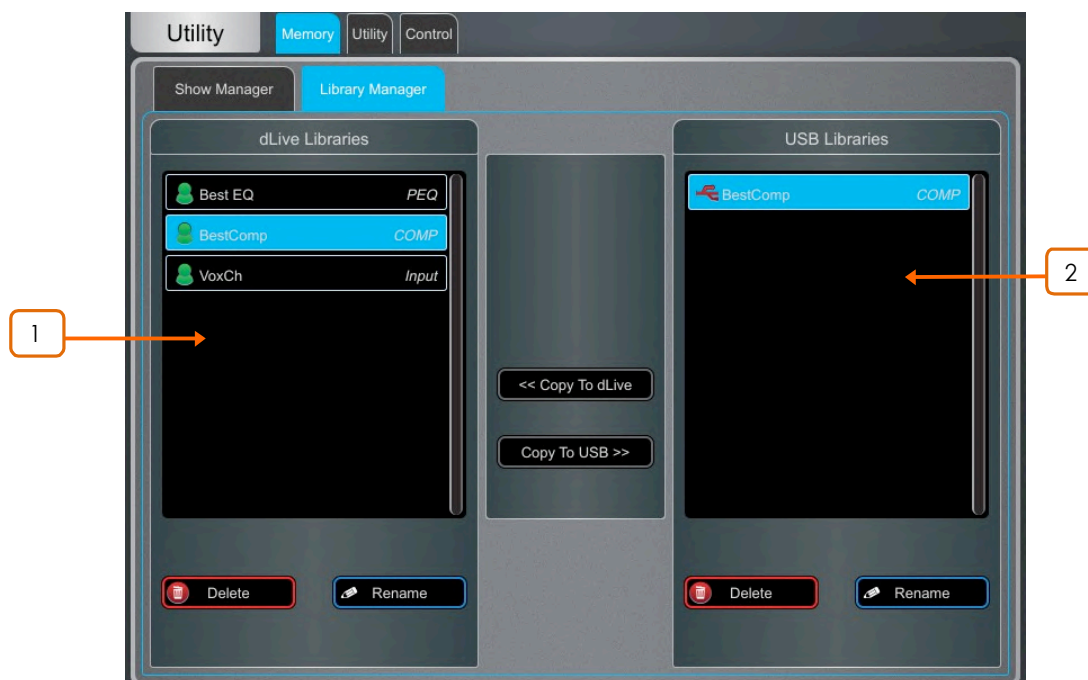 Utility Memory Utility Control
Show Manager Library Manager
dLive Libraries
USB Libraries
Best EQ PEQ
BestComp COMP
VoxCh Input
BestComp COMP
1
2
<< Copy To dLive
Copy To USB >>
Delete Rename
Delete Rename